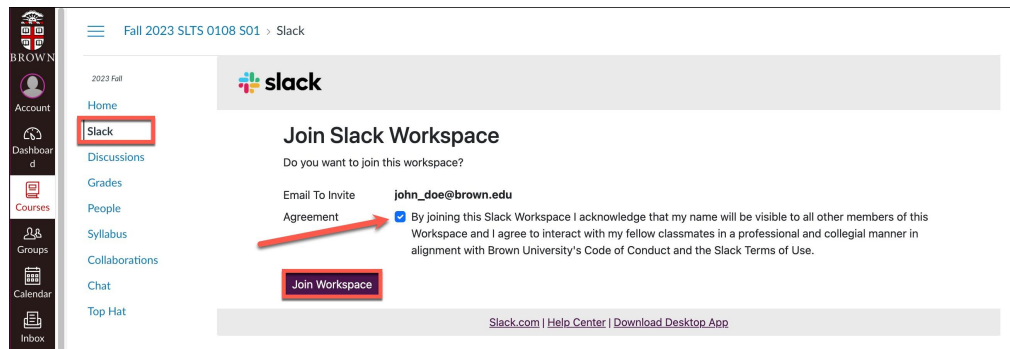 BROWN
Account
Dashboar
d
Courses
Groups
Calendar
Inbox
Fall 2023 SLTS 0108 S01 > Slack
2023 Fall
Home
Slack
Discussions
Grades
People
Syllabus
Collaborations
Chat
Top Hat
slack
Join Slack Workspace
Do you want to join this workspace?
Email To Invite john_doe@brown.edu
Agreement By joining this Slack Workspace I acknowledge that my name will be visible to all other members of this
Workspace and I agree to interact with my fellow classmates in a professional and collegial manner in
alignment with Brown University's Code of Conduct and the Slack Terms of Use.
Join Workspace
Slack.com | Help Center | Download Desktop App